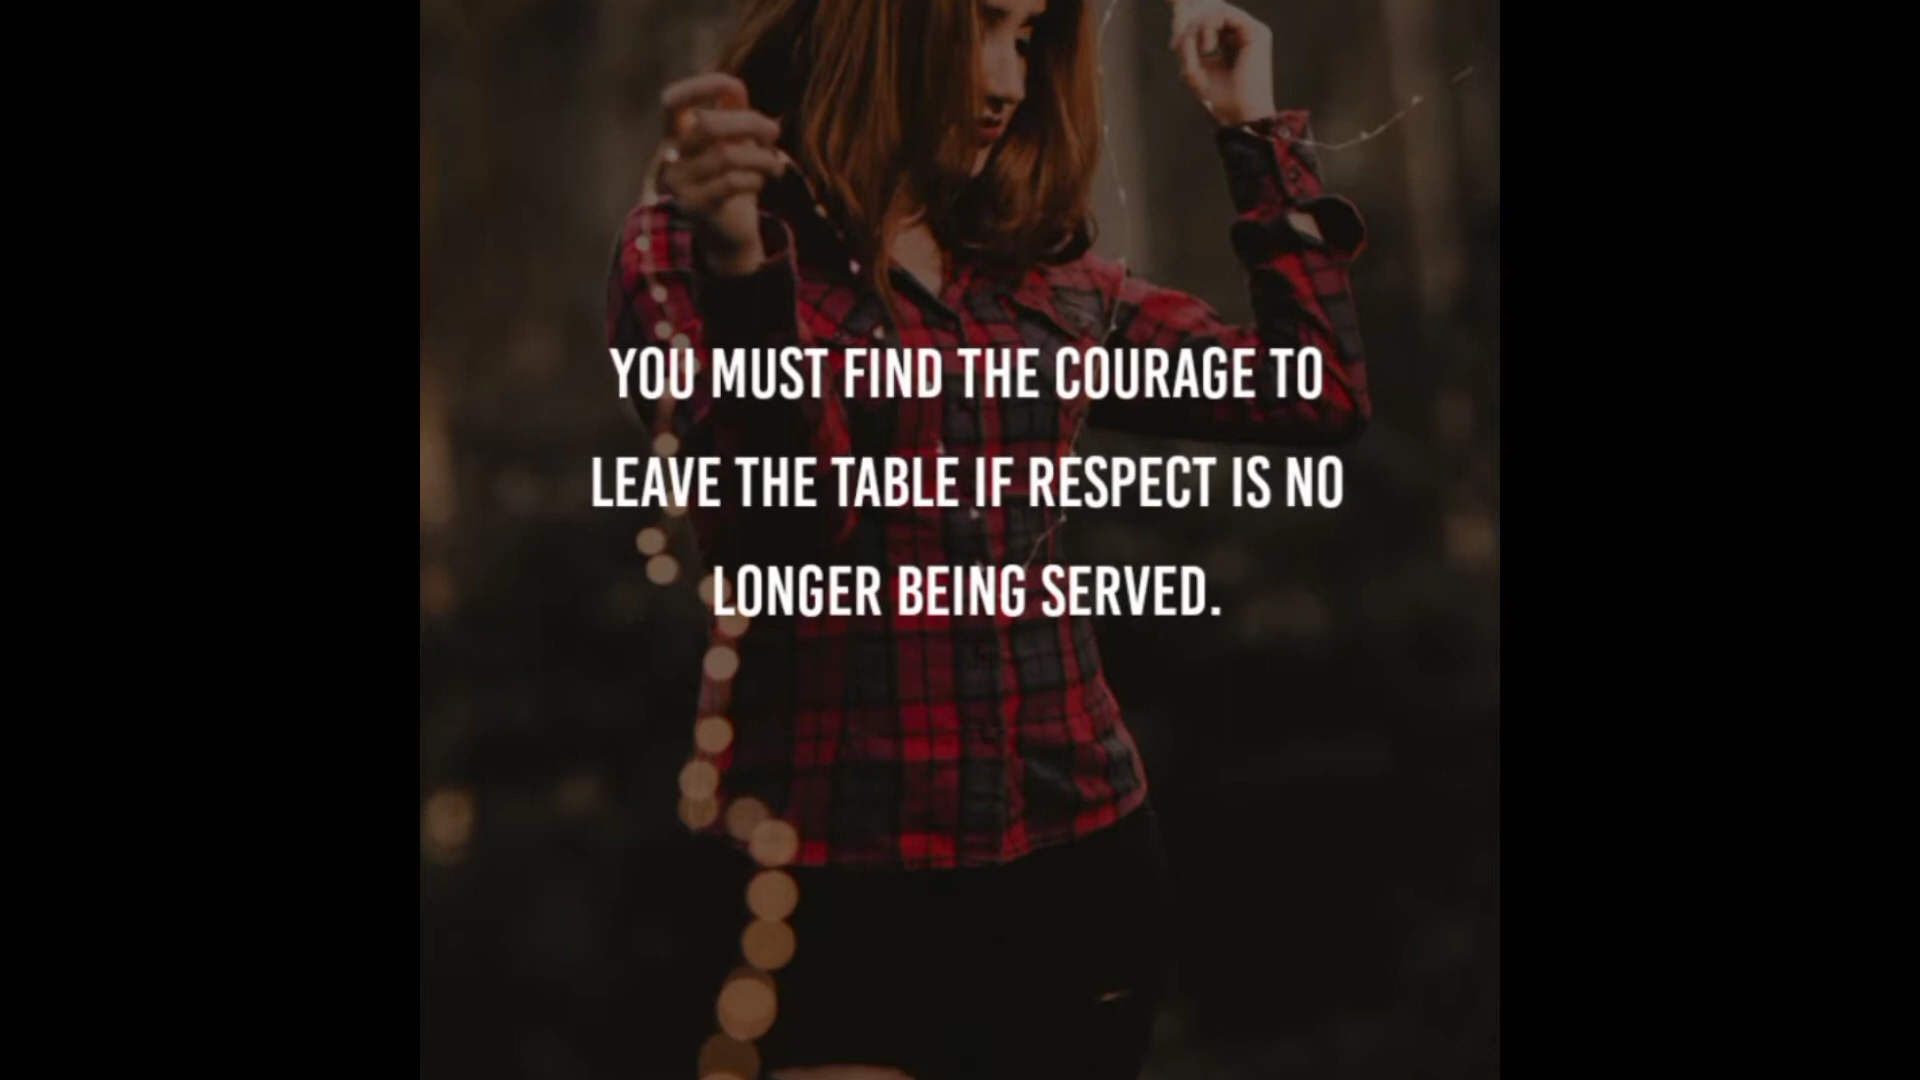 YOU MUST FIND THE COURAGE TO
LEAVE THE TABLE IF RESPECT IS NO
LONGER BEING SERVED.